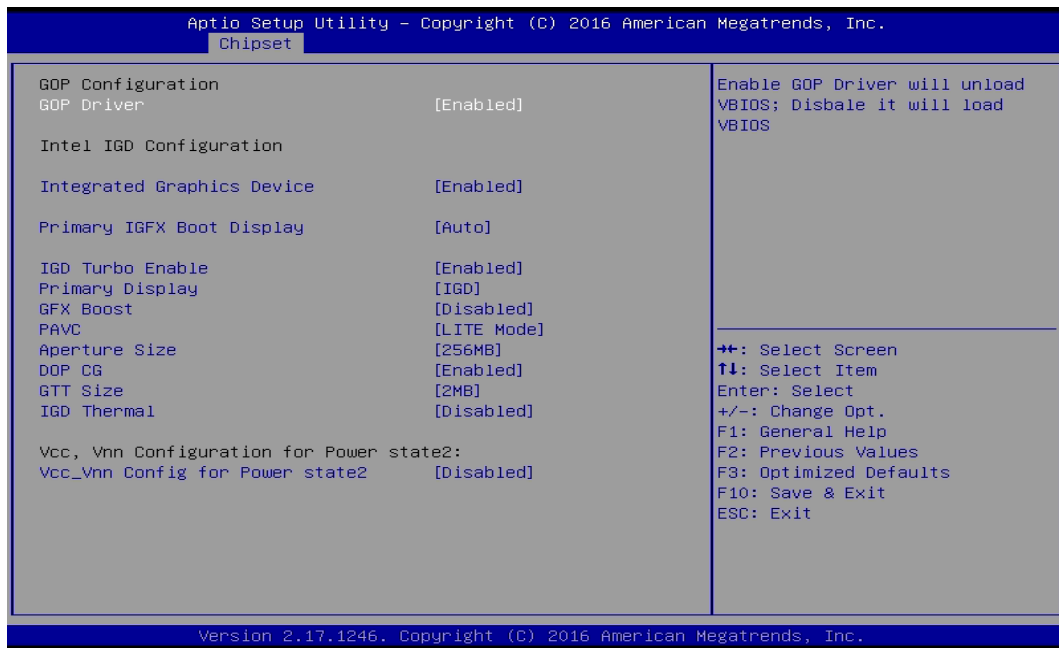 Aptio Setup Utility – Copyright (C) 2016 American Megatrends, Inc.
Chipset
GOP Configuration
GOP Driver [Enabled]
Intel IGD Configuration
Integrated Graphics Device [Enabled]
Primary IGFX Boot Display [Auto]
IGD Turbo Enable [Enabled]
Primary Display [IGD]
GFX Boost [Disabled]
PAVC [LITE Mode]
Aperture Size [256MB]
DOP CG [Enabled]
GTT Size [2MB]
IGD Thermal [Disabled]
Vcc, Vnn Configuration for Power state2:
Vcc_Vnn Config for Power state2 [Disabled]
Enable GOP Driver will unload
VBIOS; Disbale it will load
VBIOS
→←: Select Screen
↑↓: Select Item
Enter: Select
+/-: Change Opt.
F1: General Help
F2: Previous Values
F3: Optimized Defaults
F10: Save & Exit
ESC: Exit
Version 2.17.1246. Copyright (C) 2016 American Megatrends, Inc.